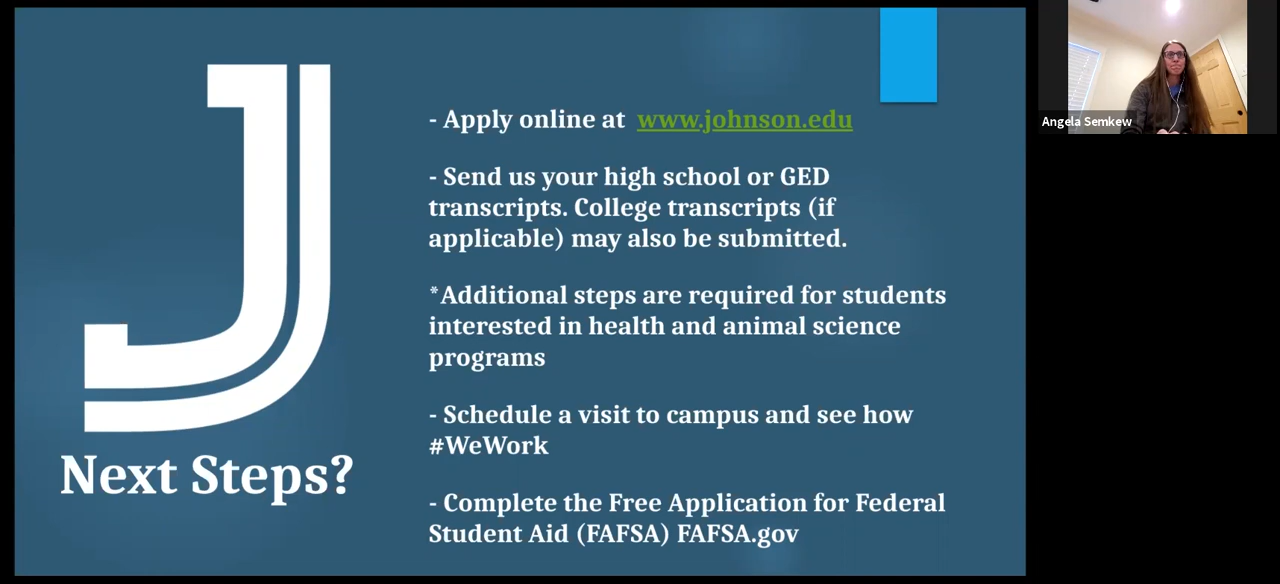 - Apply online at www.johnson.edu
- Send us your high school or GED
transcripts. College transcripts (if
applicable) may also be submitted.
*Additional steps are required for students
interested in health and animal science
programs
- Schedule a visit to campus and see how
#WeWork
- Complete the Free Application for Federal
Student Aid (FAFSA) FAFSA.gov
Next Steps?
Angela Semkew